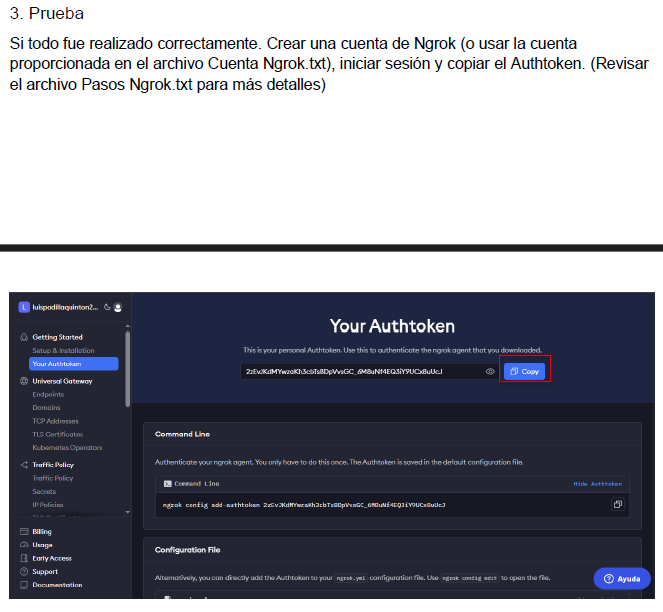 3. Prueba
Si todo fue realizado correctamente. Crear una cuenta de Ngrok (o usar la cuenta
proporcionada en el archivo Cuenta Ngrok.txt), iniciar sesión y copiar el Authtoken. (Revisar
el archivo Pasos Ngrok.txt para más detalles)
L luispadillaquinton2...
Getting Started
Setup & Installation
Your Authtoken
Universal Gateway
Endpoints
Domains
TCP Addresses
TLS Certificates
Kubernetes Operators
Traffic Policy
Traffic Policy
Secrets
IP Policies
Billing
Usage
Early Access
Support
Documentation
Your Authtoken
This is your personal Authtoken. Use this to authenticate the ngrok agent that you downloaded.
Copy
Command Line
Authenticate your ngrok agent. You only have to do this once. The Authtoken is saved in the default configuration file.
Command Line
Hide Authtoken
ngrok config add-authtoken
Configuration File
Alternatively, you can directly add the Authtoken to your ngrok.yml configuration file. Use ngrok config edit to open the file.
Ayuda